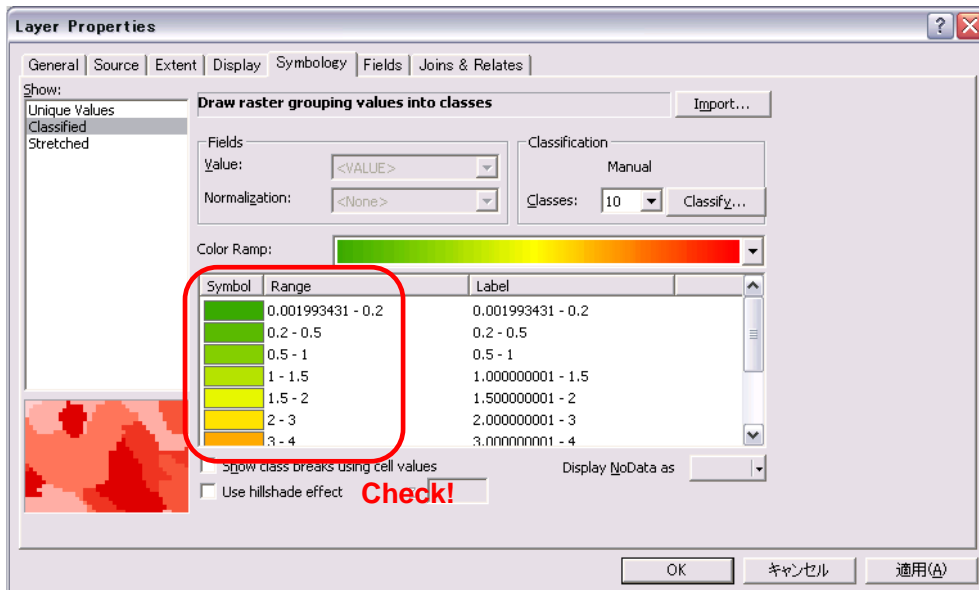 Layer Properties
General Source Extent Display Symbology Fields Joins & Relates
Show:
Unique Values
Classified
Stretched
Draw raster grouping values into classes
Import...
Fields
Value: <VALUE>
Normalization: <None>
Classification
Manual
Classes: 10 Classify...
Color Ramp:
Symbol Range Label
0.001993431 - 0.2 0.001993431 - 0.2
0.2 - 0.5 0.2 - 0.5
0.5 - 1 0.5 - 1
1 - 1.5 1.000000001 - 1.5
1.5 - 2 1.500000001 - 2
2 - 3 2.000000001 - 3
3 - 4 3.000000001 - 4
Show class breaks using cell values
Display NoData as
Use hillshade effect
Check!
OK キャンセル 適用(A)